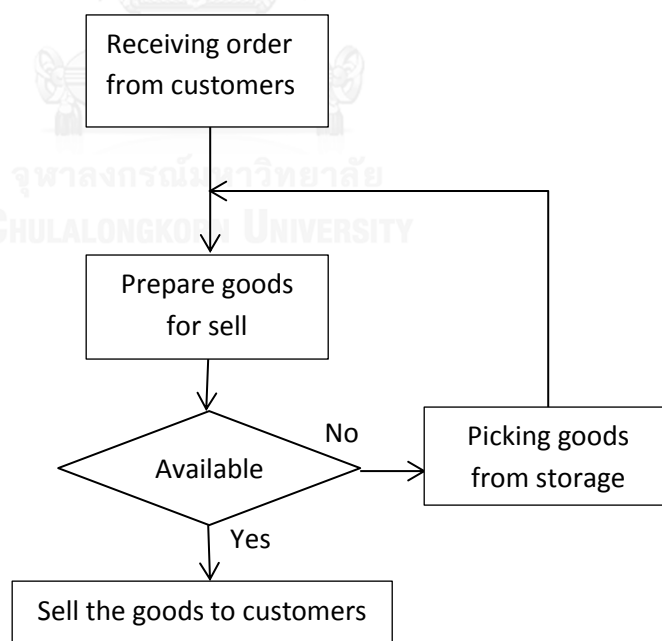 Receiving order
from customers
จุฬาลงกรณ์มหาวิทยาลัย
CHULALONGKORN UNIVERSITY
Prepare goods
for sell
No
Available
Picking goods
from storage
Yes
Sell the goods to customers